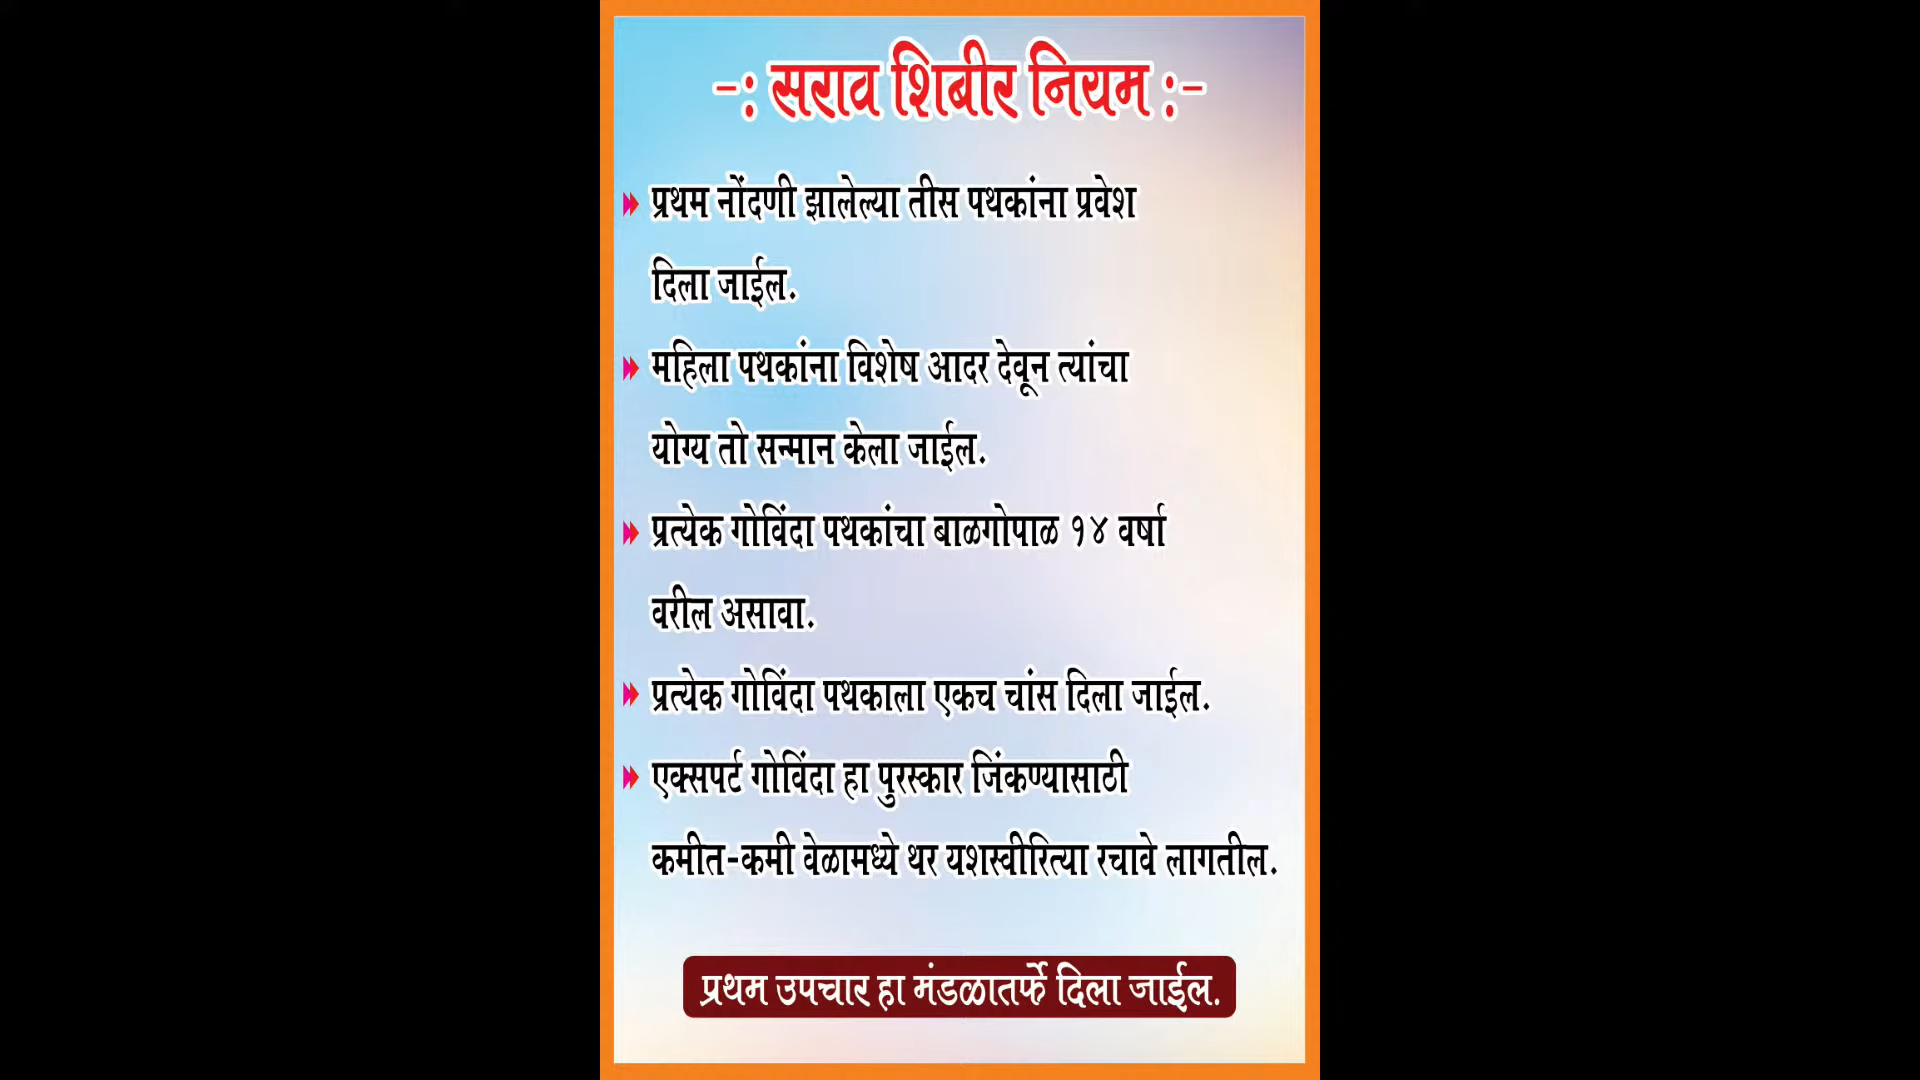 -: सराव शिबीर नियम :-
प्रथम नोंदणी झालेल्या तीस पथकांना प्रवेश
दिला जाईल.
महिला पथकांना विशेष आदर देवून त्यांचा
योग्य तो सन्मान केला जाईल.
प्रत्येक गोविंदा पथकांचा बाळगोपाळ १४ वर्षा
वरील असावा.
प्रत्येक गोविंदा पथकाला एकच चांस दिला जाईल.
एक्सपर्ट गोविंदा हा पुरस्कार जिंकण्यासाठी
कमीत-कमी वेळामध्ये थर यशस्वीरित्या रचावे लागतील.
प्रथम उपचार हा मंडळातर्फे दिला जाईल.